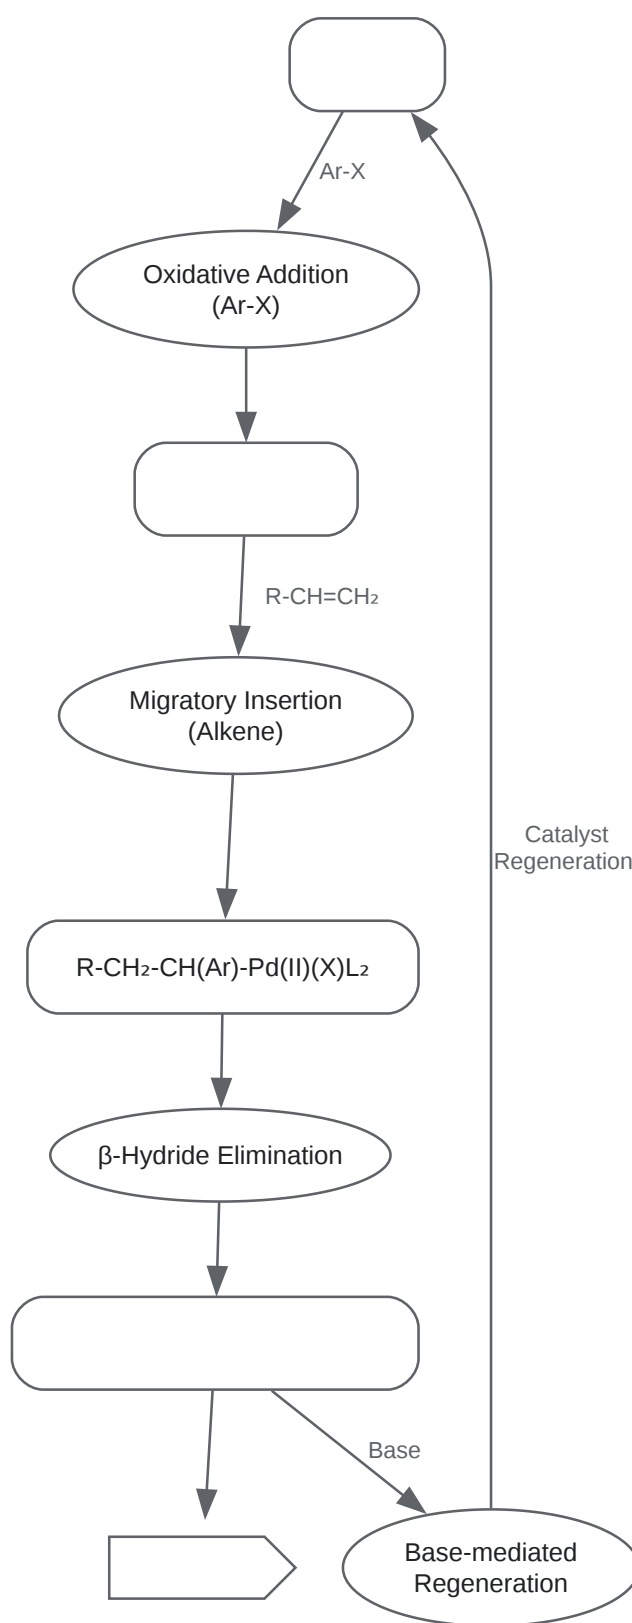 Ar-X
Oxidative Addition
(Ar-X)
R-CH=CH₂
Migratory Insertion
(Alkene)
Catalyst
Regeneration
R-CH₂-CH(Ar)-Pd(II)(X)L₂
β-Hydride Elimination
Base
Base-mediated
Regeneration